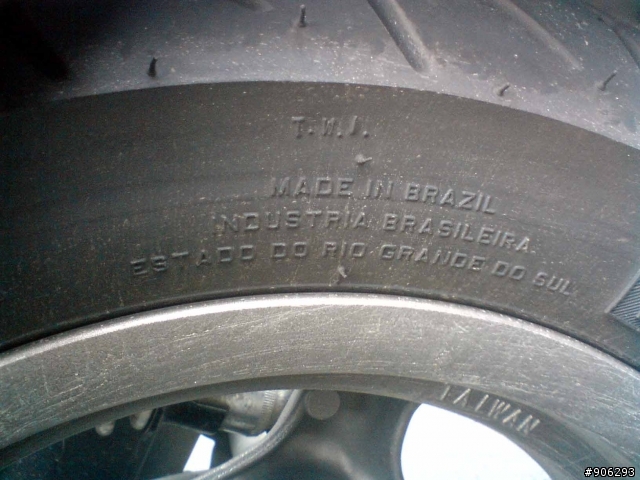 T.W.I.
MADE IN BRAZIL
INDUSTRIA BRASILEIRA
ESTADO DO RIO GRANDE DO SUL
TAIWAN
#906293